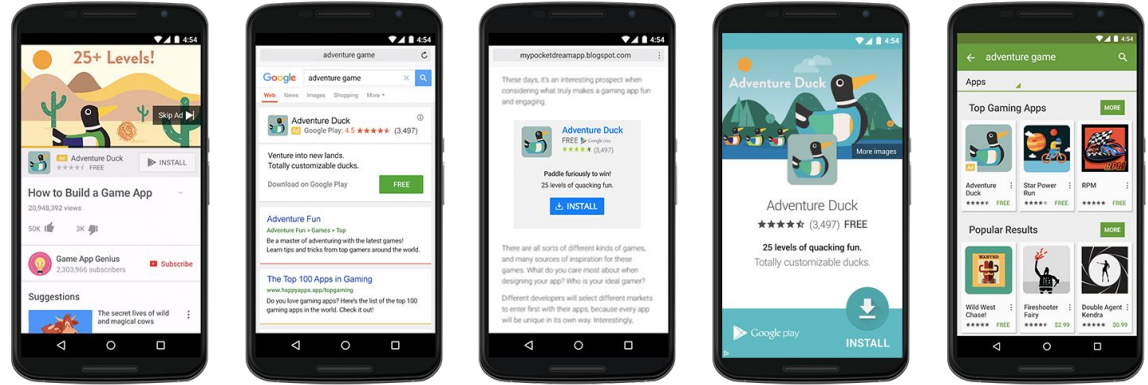 4:54
25+ Levels!
Skip Ad
Ad Adventure Duck
FREE
INSTALL
How to Build a Game App
20,948,392 views
50K
3K
Game App Genius
2,303,966 subscribers
Subscribe
Suggestions
The secret lives of wild
and magical cows
4:54
adventure game
Google
adventure game
Web News Images Shopping More
Adventure Duck
Ad Google Play: 4.5 ★★★★★ (3,497)
Venture into new lands.
Totally customizable ducks.
Download on Google Play
FREE
Adventure Fun
Adventure Fun > Games > Top
Be a master of adventuring with the latest games!
Learn tips and tricks from top gamers around the world.
The Top 100 Apps in Gaming
www.happyapps.app/topgaming
Do you love gaming apps? Here's the list of the top 100
gaming apps in the world. Check it out!
4:54
mypocketdreamapp.blogspot.com
These days, it's an interesting prospect when
considering what truly makes a gaming app fun
and engaging.
Adventure Duck
FREE Google play
(3,497)
Paddle furiously to win!
25 levels of quacking fun.
INSTALL
There are all sorts of different kinds of games,
and many sources of inspiration for these
games. What do you care most about when
designing your app? Who is your ideal gamer?
Different developers will select different markets
to enter first with their apps, because every app
will be unique in its own way. Interestingly,
4:54
Adventure Duck
More images
Adventure Duck
(3,497) FREE
25 levels of quacking fun.
Totally customizable ducks.
Google play
INSTALL
4:54
adventure game
Apps
Top Gaming Apps
MORE
Ad
Adventure
Duck
FREE
Star Power
Run
FREE
RPM
RPM
FREE
Popular Results
MORE
WANTED
Wild West
Chase!
FREE
Fireshooter
Fairy
$2.99
Double Agent
Kendra
$0.99